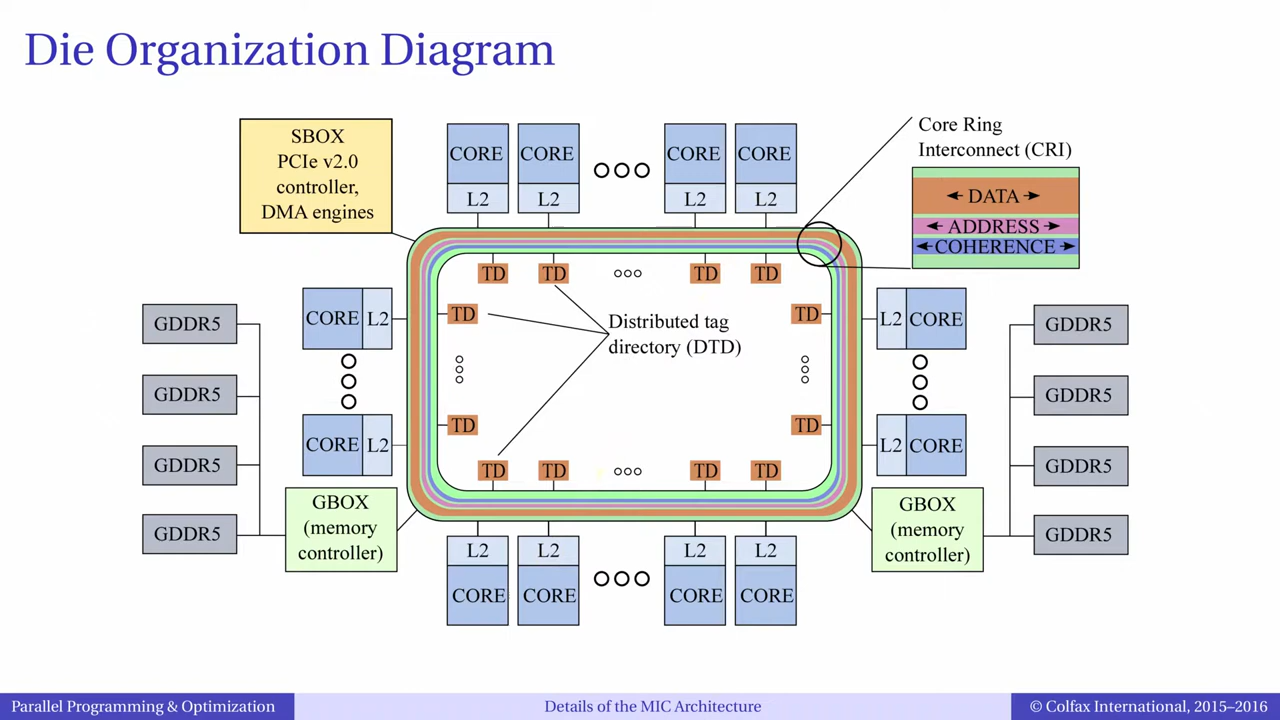 Die Organization Diagram
SBOX
PCIe v2.0
controller,
DMA engines
CORE
CORE
CORE
CORE
L2
L2
L2
L2
Core Ring
Interconnect (CRI)
DATA
ADDRESS
COHERENCE
TD
TD
TD
TD
GDDR5
GDDR5
GDDR5
GDDR5
CORE
L2
CORE
L2
TD
TD
Distributed tag
directory (DTD)
TD
TD
L2
CORE
L2
CORE
GDDR5
GDDR5
GDDR5
GDDR5
TD
TD
TD
TD
GBOX
(memory
controller)
GBOX
(memory
controller)
L2
L2
L2
L2
CORE
CORE
CORE
CORE
Parallel Programming & Optimization
Details of the MIC Architecture
© Colfax International, 2015–2016